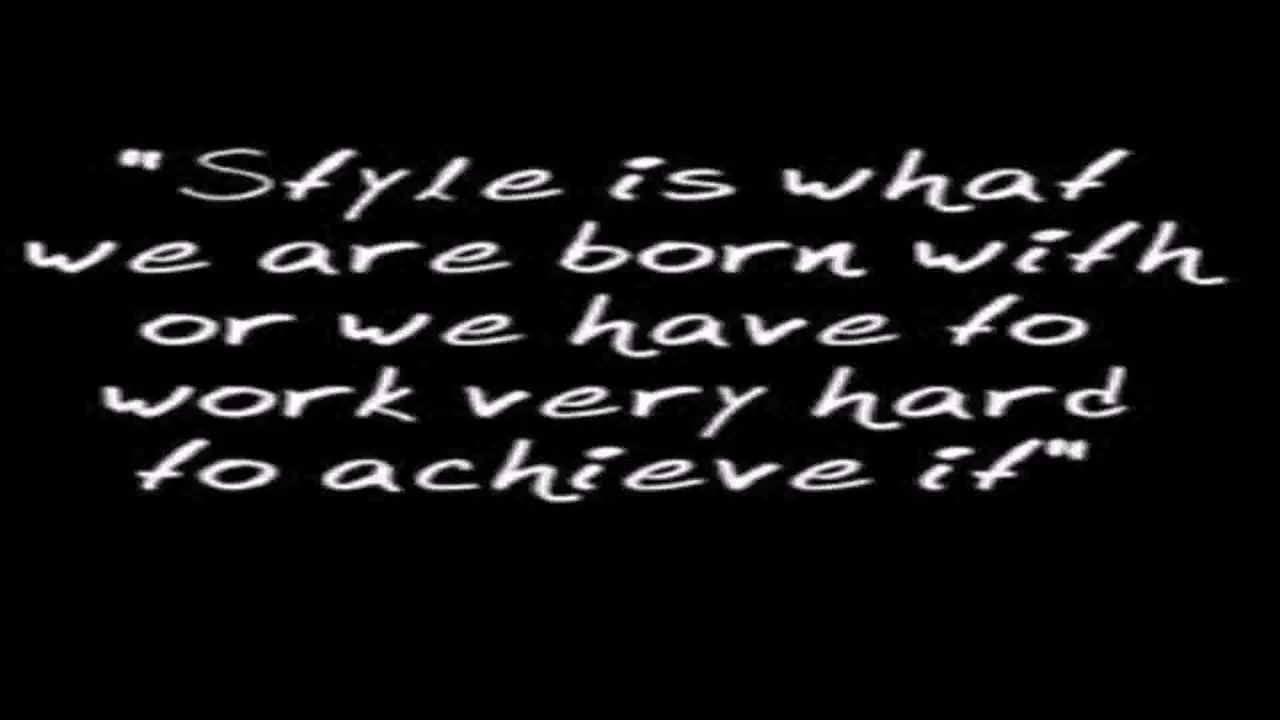 "Style is what
we are born with
or we have to
work very hard
to achieve it"